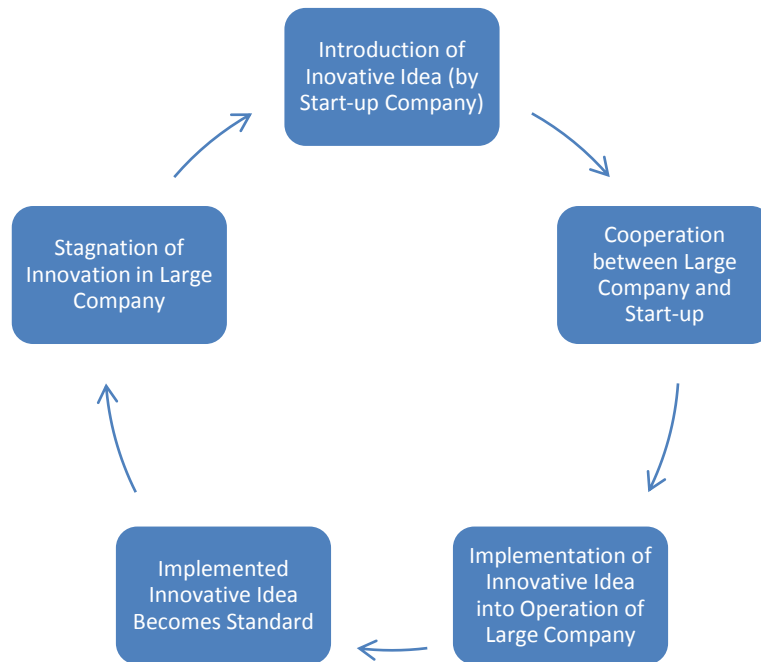 Introduction of
Inovative Idea (by
Start-up Company)
Cooperation
between Large
Company and
Start-up
Implementation of
Innovative Idea
into Operation of
Large Company
Implemented
Innovative Idea
Becomes Standard
Stagnation of
Innovation in Large
Company